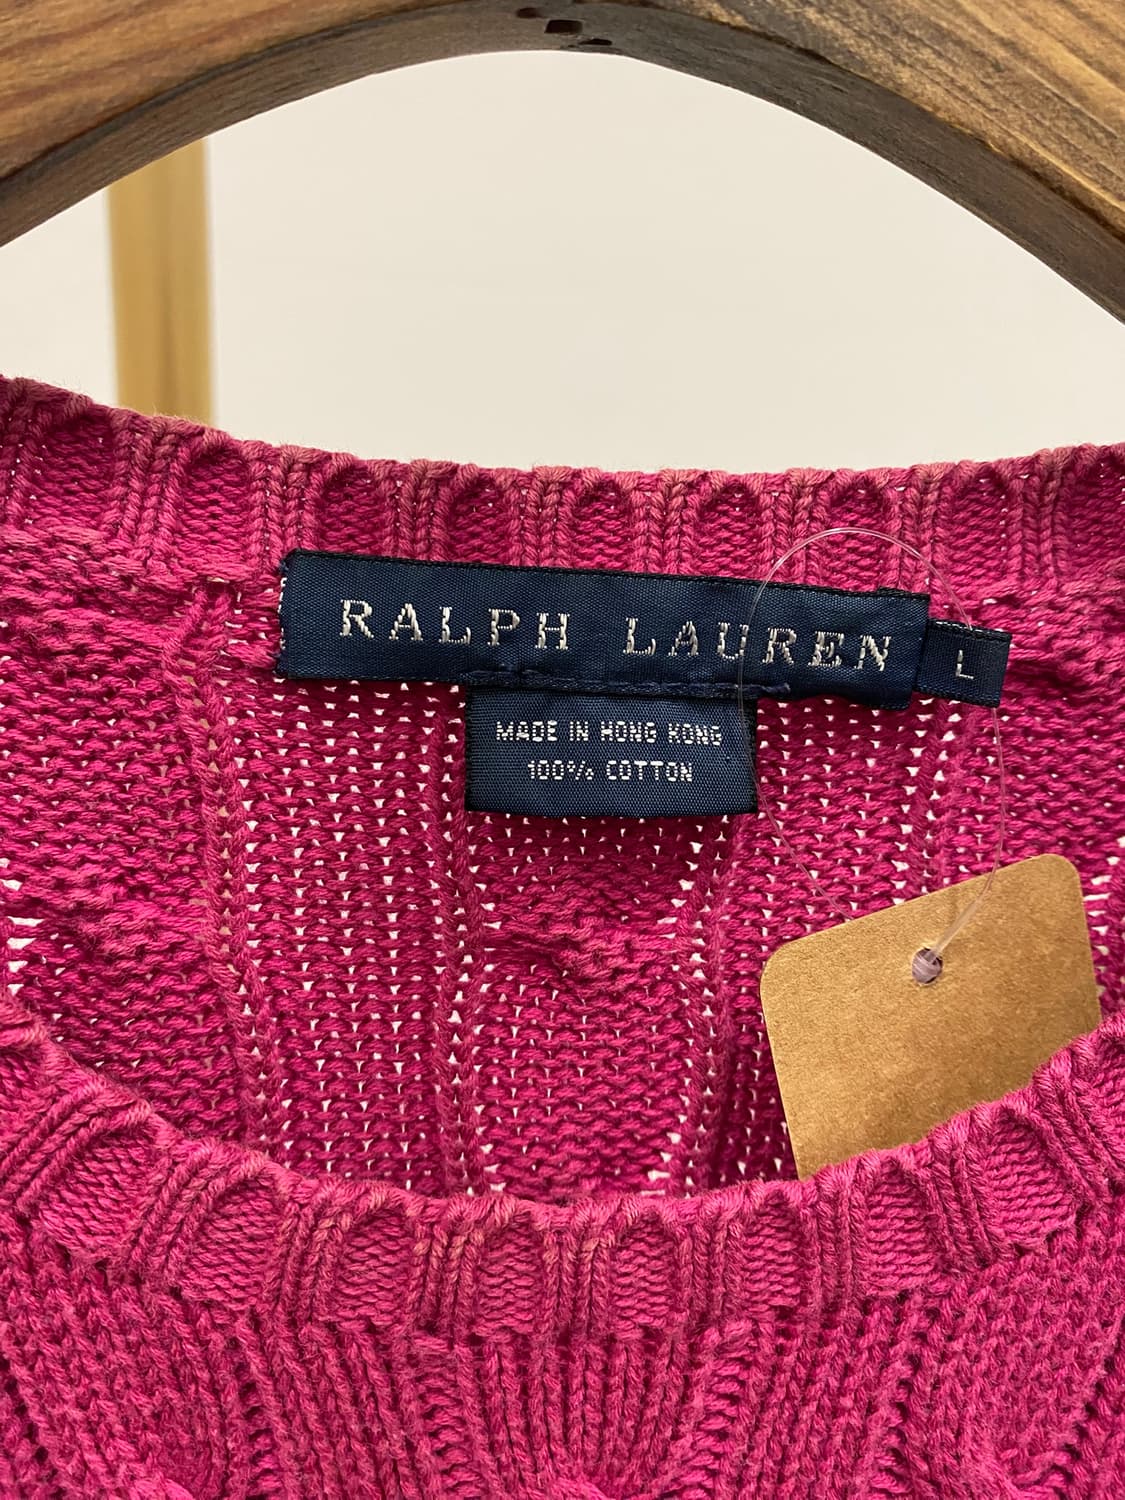 RALPH LAUREN
L
MADE IN HONG KONG
100% COTTON